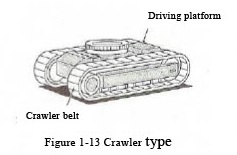 Driving platform
Crawler belt
Figure 1-13 Crawler type